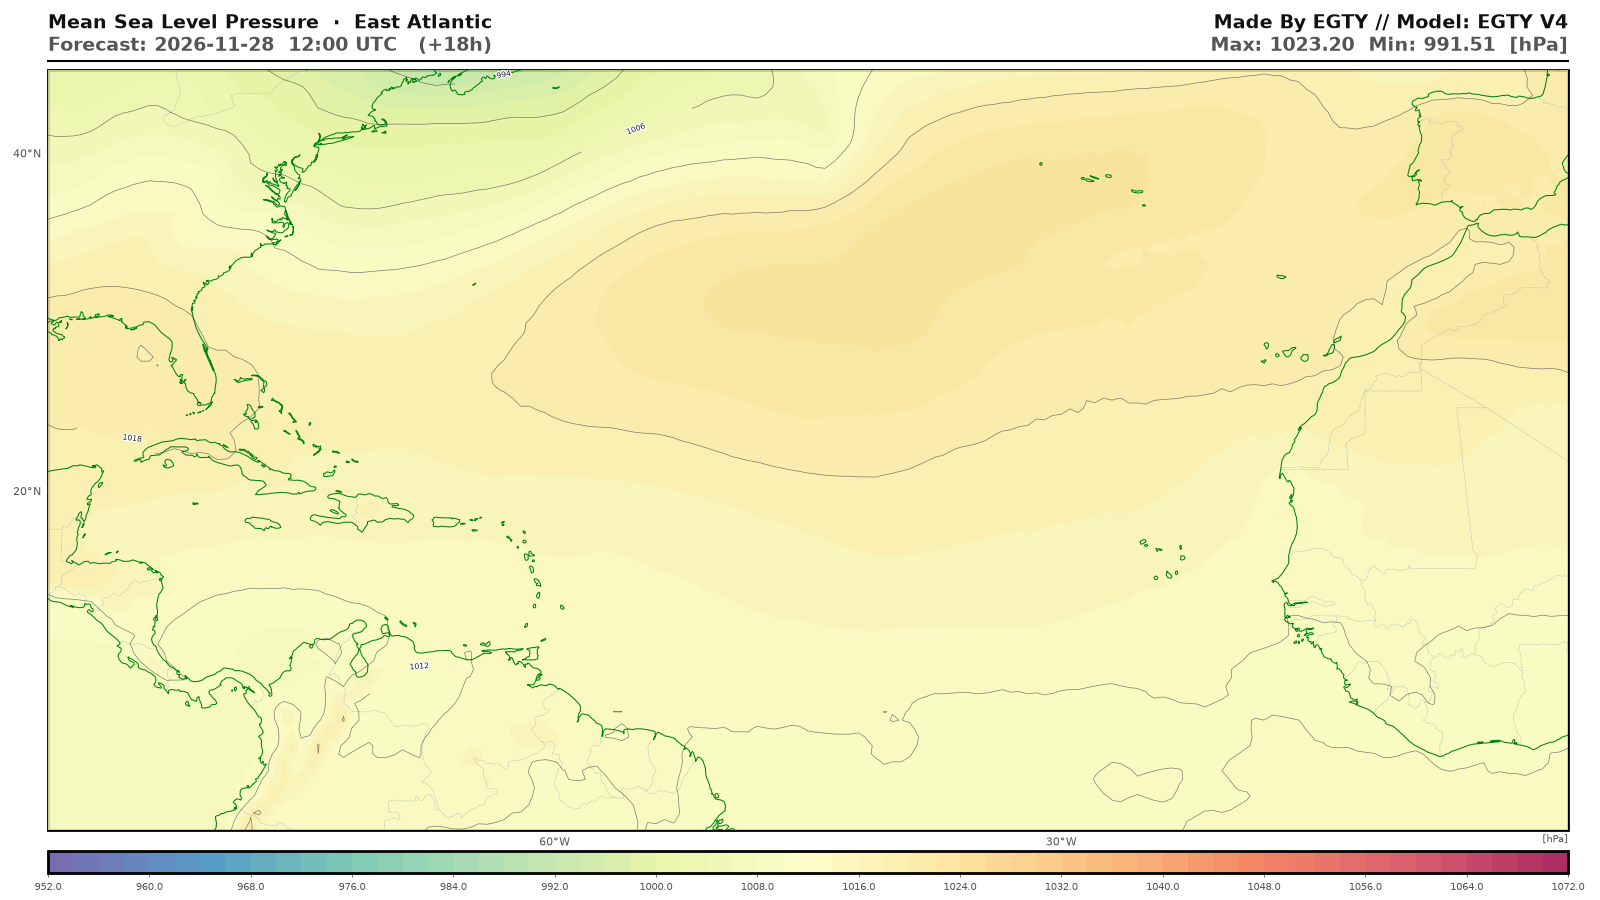 Mean Sea Level Pressure · East Atlantic
Made By EGTY // Model: EGTY V4
Forecast: 2026-11-28 12:00 UTC (+18h)
Max: 1023.20 Min: 991.51 [hPa]
994
1006
40°N
1018
20°N
1012
60°W
30°W
[hPa]
952.0 960.0 968.0 976.0 984.0 992.0 1000.0 1008.0 1016.0 1024.0 1032.0 1040.0 1048.0 1056.0 1064.0 1072.0